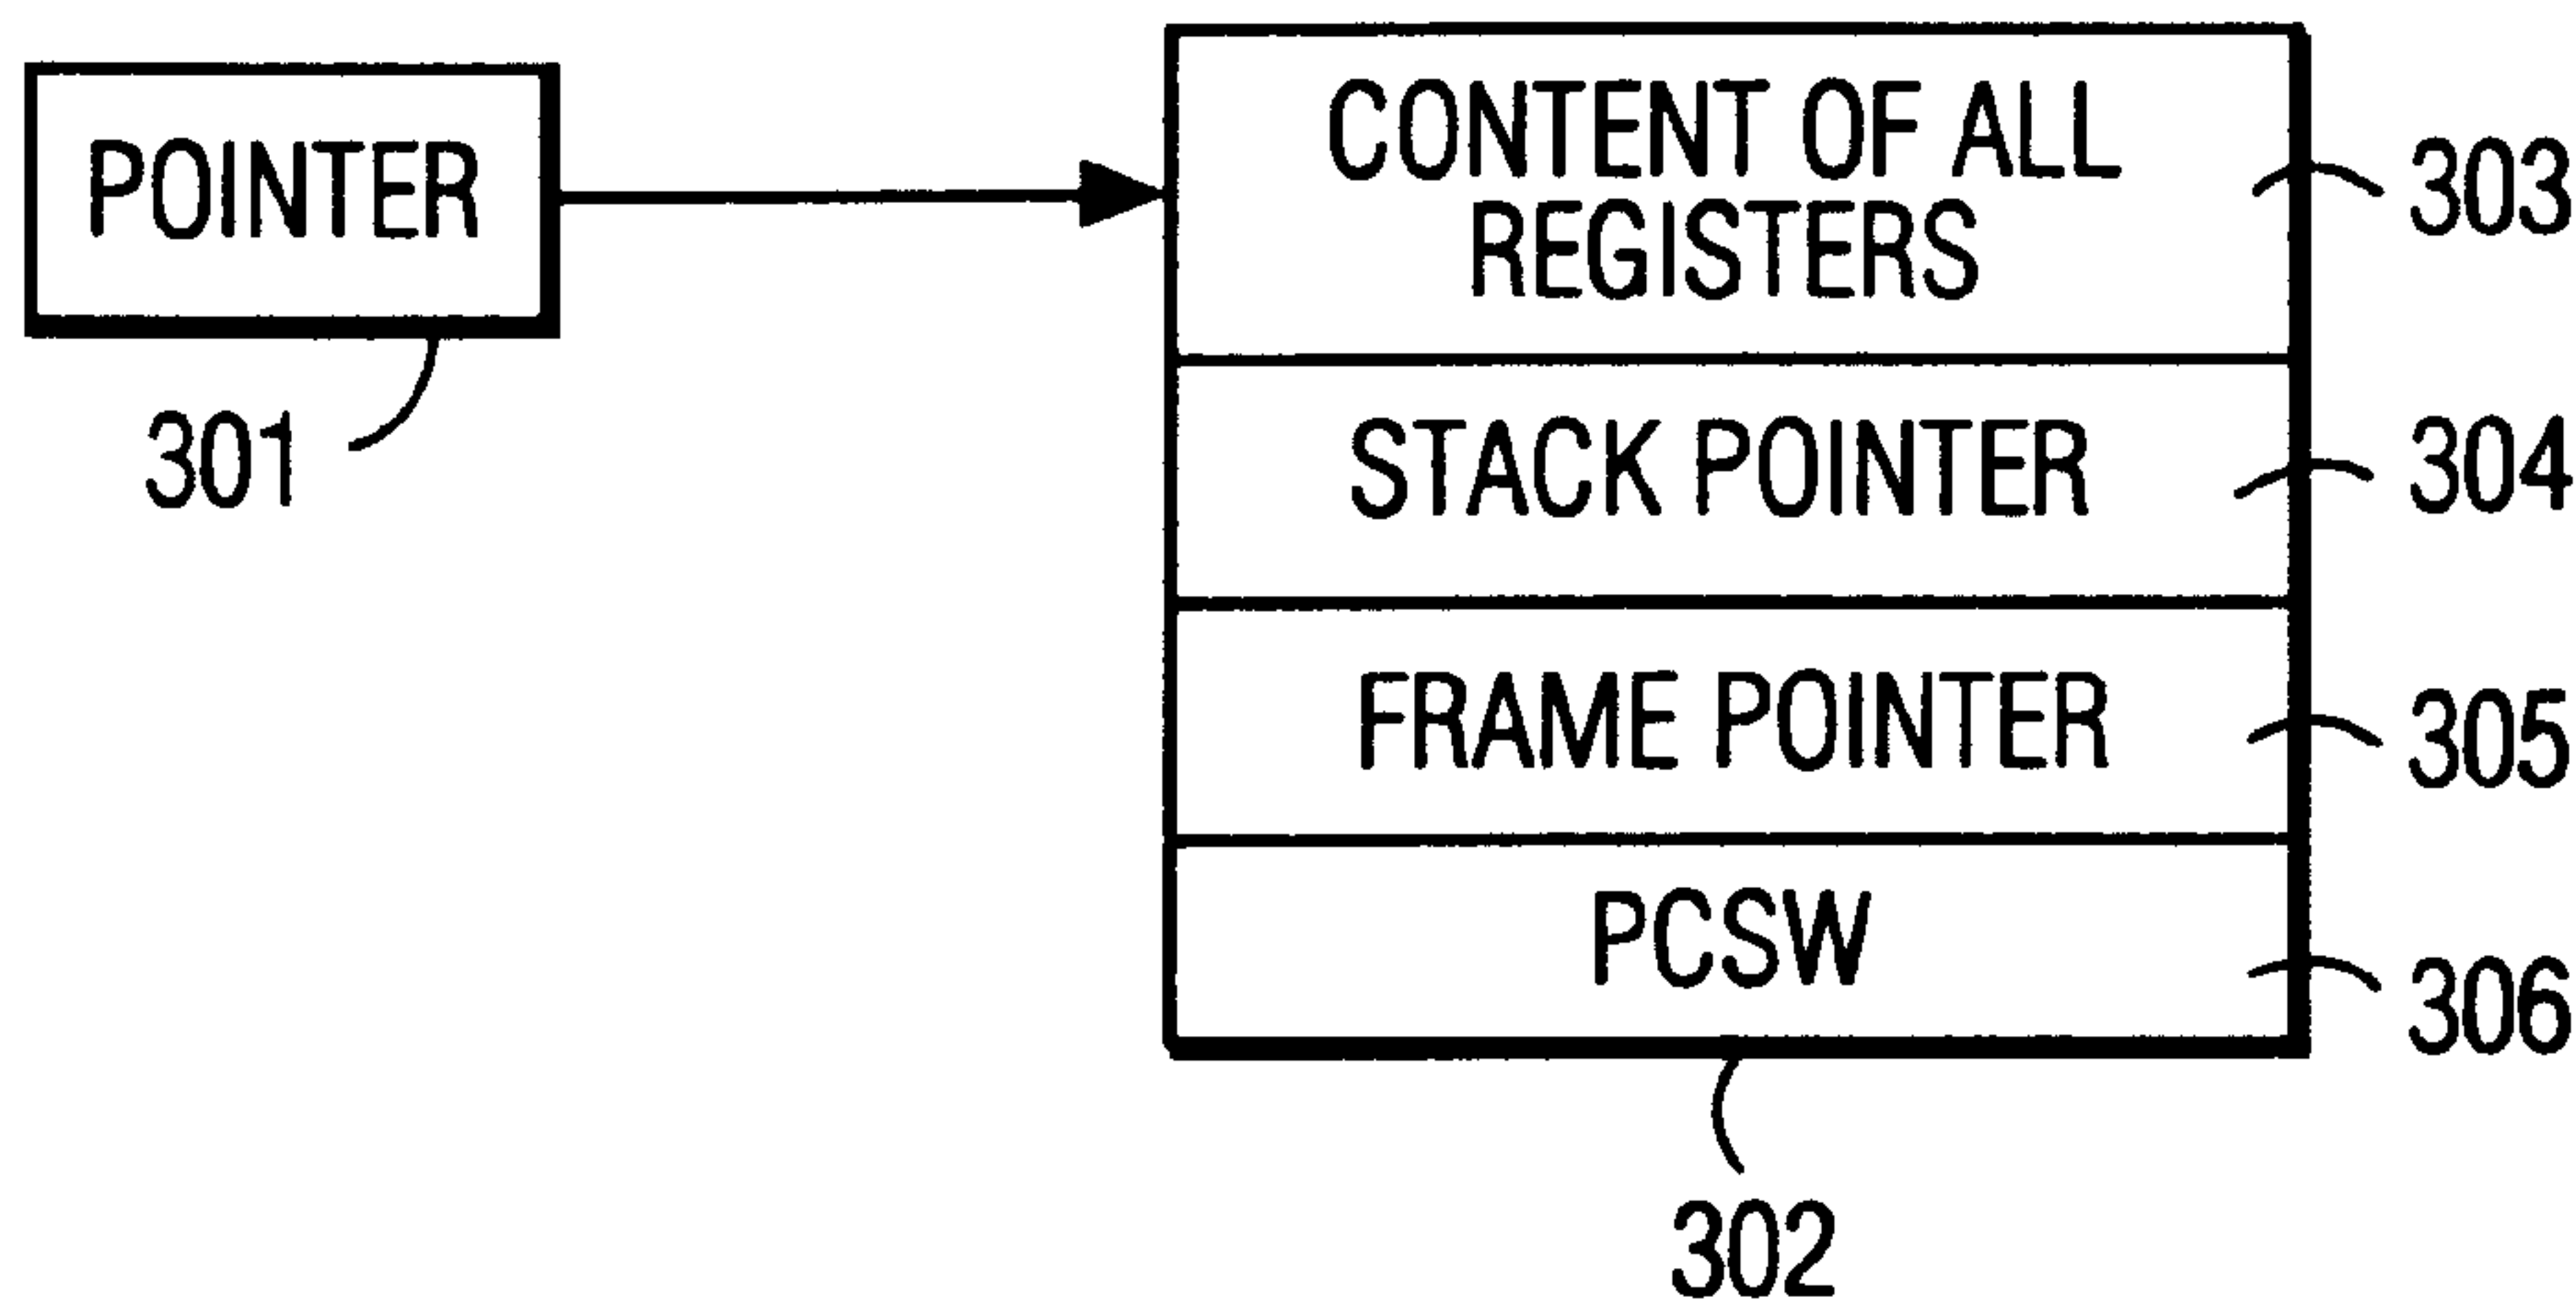 POINTER
301
CONTENT OF ALL
REGISTERS
303
STACK POINTER
304
FRAME POINTER
305
PCSW
306
302